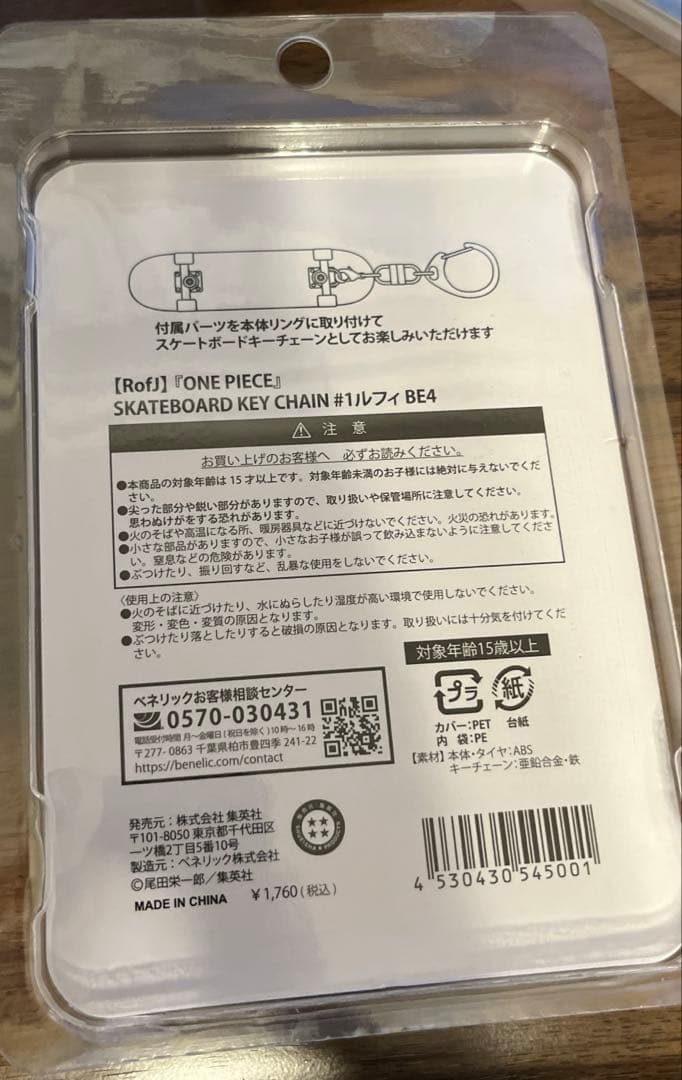 付属パーツを本体リングに取り付けて
スケートボードキーチェーンとしてお楽しみいただけます
【RofJ】『ONE PIECE』
SKATEBOARD KEY CHAIN #1ルフィ BE4
⚠ 注 意
お買い上げのお客様へ 必ずお読みください。
●本商品の対象年齢は15才以上です。対象年齢未満のお子様には絶対に与えないでくだ
さい。
●尖った部分や鋭い部分がありますので、取り扱いや保管場所に注意してください。
思わぬけがをする恐れがあります。
●火のそばや高温になる所、暖房器具などに近づけないでください。火災の恐れがあります。
●小さな部品がありますので、小さなお子様が誤って飲み込まないように注意してくださ
い。窒息などの危険があります。
●ぶつけたり、振り回すなど、乱暴な使用をしないでください。
〈使用上の注意〉
●火のそばに近づけたり、水にぬらしたり湿度が高い環境で使用しないでください。
変形・変色・変質の原因となります。
●ぶつけたり落としたりすると破損の原因となります。取り扱いには十分気を付けてくだ
さい。
対象年齢15歳以上
プラ 紙
カバー:PET 台紙
内 袋:PE
【素材】本体・タイヤ:ABS
キーチェーン:亜鉛合金・鉄
ベネリックお客様相談センター
0570-030431
電話受付時間 月～金曜日(祝日を除く)10時～16時
〒277-0863 千葉県柏市豊四季 241-22
https://benelic.com/contact
発売元:株式会社 集英社
〒101-8050 東京都千代田区
一ツ橋2丁目5番10号
製造元:ベネリック株式会社
©尾田栄一郎／集英社
MADE IN CHINA ¥1,760(税込)
4 530430 545001